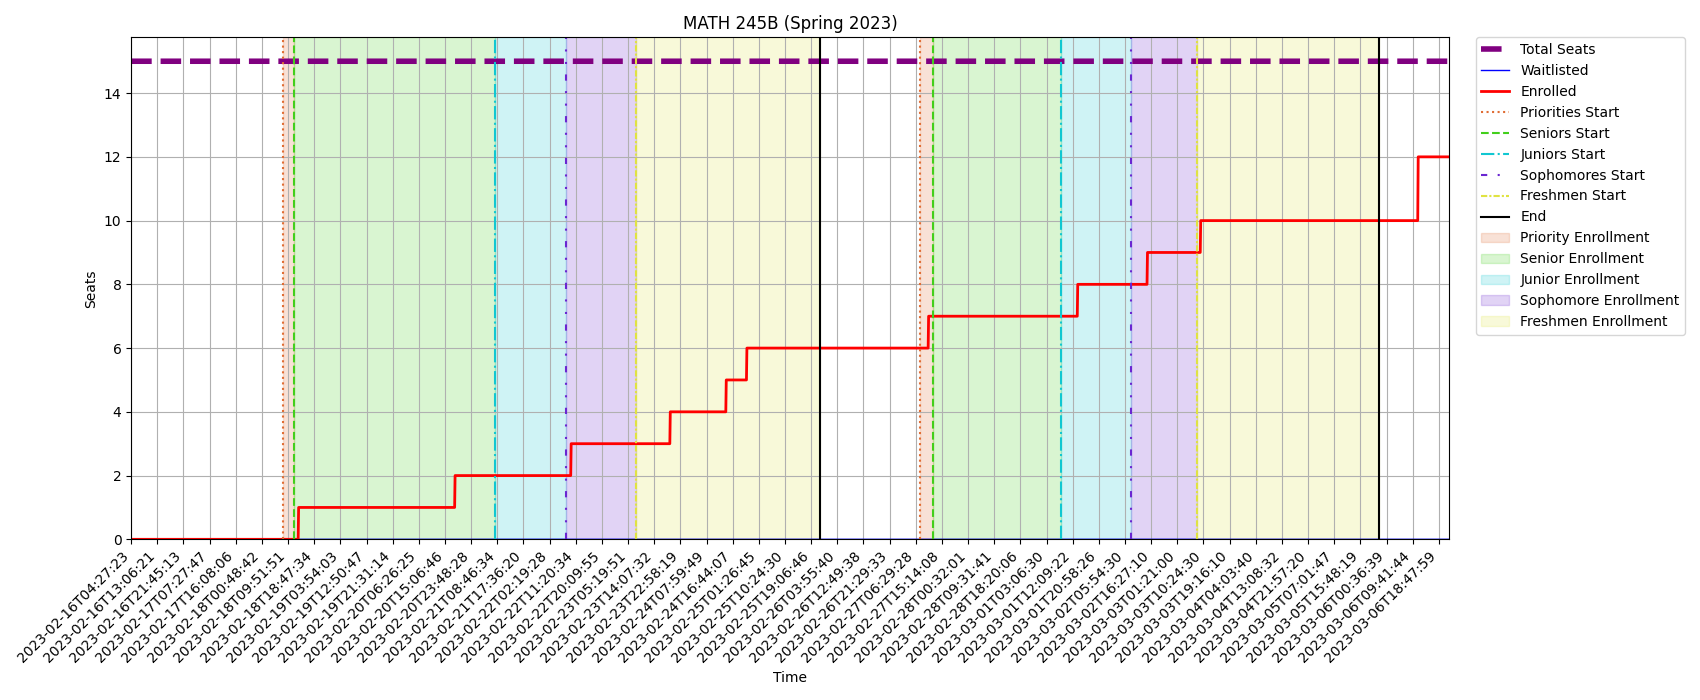 MATH 245B (Spring 2023)
Total Seats
Waitlisted
Enrolled
Priorities Start
Seniors Start
Juniors Start
Sophomores Start
Freshmen Start
End
Priority Enrollment
Senior Enrollment
Junior Enrollment
Sophomore Enrollment
Freshmen Enrollment
Seats
14
12
10
8
6
4
2
0
2023-02-16T04:27:23
2023-02-16T13:06:21
2023-02-16T21:45:13
2023-02-17T07:27:47
2023-02-17T16:08:06
2023-02-18T00:48:42
2023-02-18T09:51:51
2023-02-18T18:47:34
2023-02-19T03:54:03
2023-02-19T12:50:47
2023-02-19T21:31:14
2023-02-20T06:26:25
2023-02-20T15:06:46
2023-02-20T23:48:28
2023-02-21T08:46:34
2023-02-21T17:36:20
2023-02-22T02:19:28
2023-02-22T11:20:34
2023-02-22T20:09:55
2023-02-23T05:19:51
2023-02-23T14:07:32
2023-02-23T22:58:19
2023-02-24T07:59:49
2023-02-24T16:44:07
2023-02-25T01:26:45
2023-02-25T10:24:30
2023-02-25T19:06:46
2023-02-26T03:55:40
2023-02-26T12:49:38
2023-02-26T21:29:33
2023-02-27T06:29:28
2023-02-27T15:14:08
2023-02-28T00:32:01
2023-02-28T09:31:41
2023-02-28T18:20:06
2023-03-01T03:06:30
2023-03-01T12:09:22
2023-03-01T20:58:26
2023-03-02T05:54:30
2023-03-02T16:27:10
2023-03-03T01:21:00
2023-03-03T10:24:30
2023-03-03T19:16:10
2023-03-04T04:03:40
2023-03-04T13:08:32
2023-03-04T21:57:20
2023-03-05T07:01:47
2023-03-05T15:48:19
2023-03-06T00:36:39
2023-03-06T09:41:44
2023-03-06T18:47:59
Time